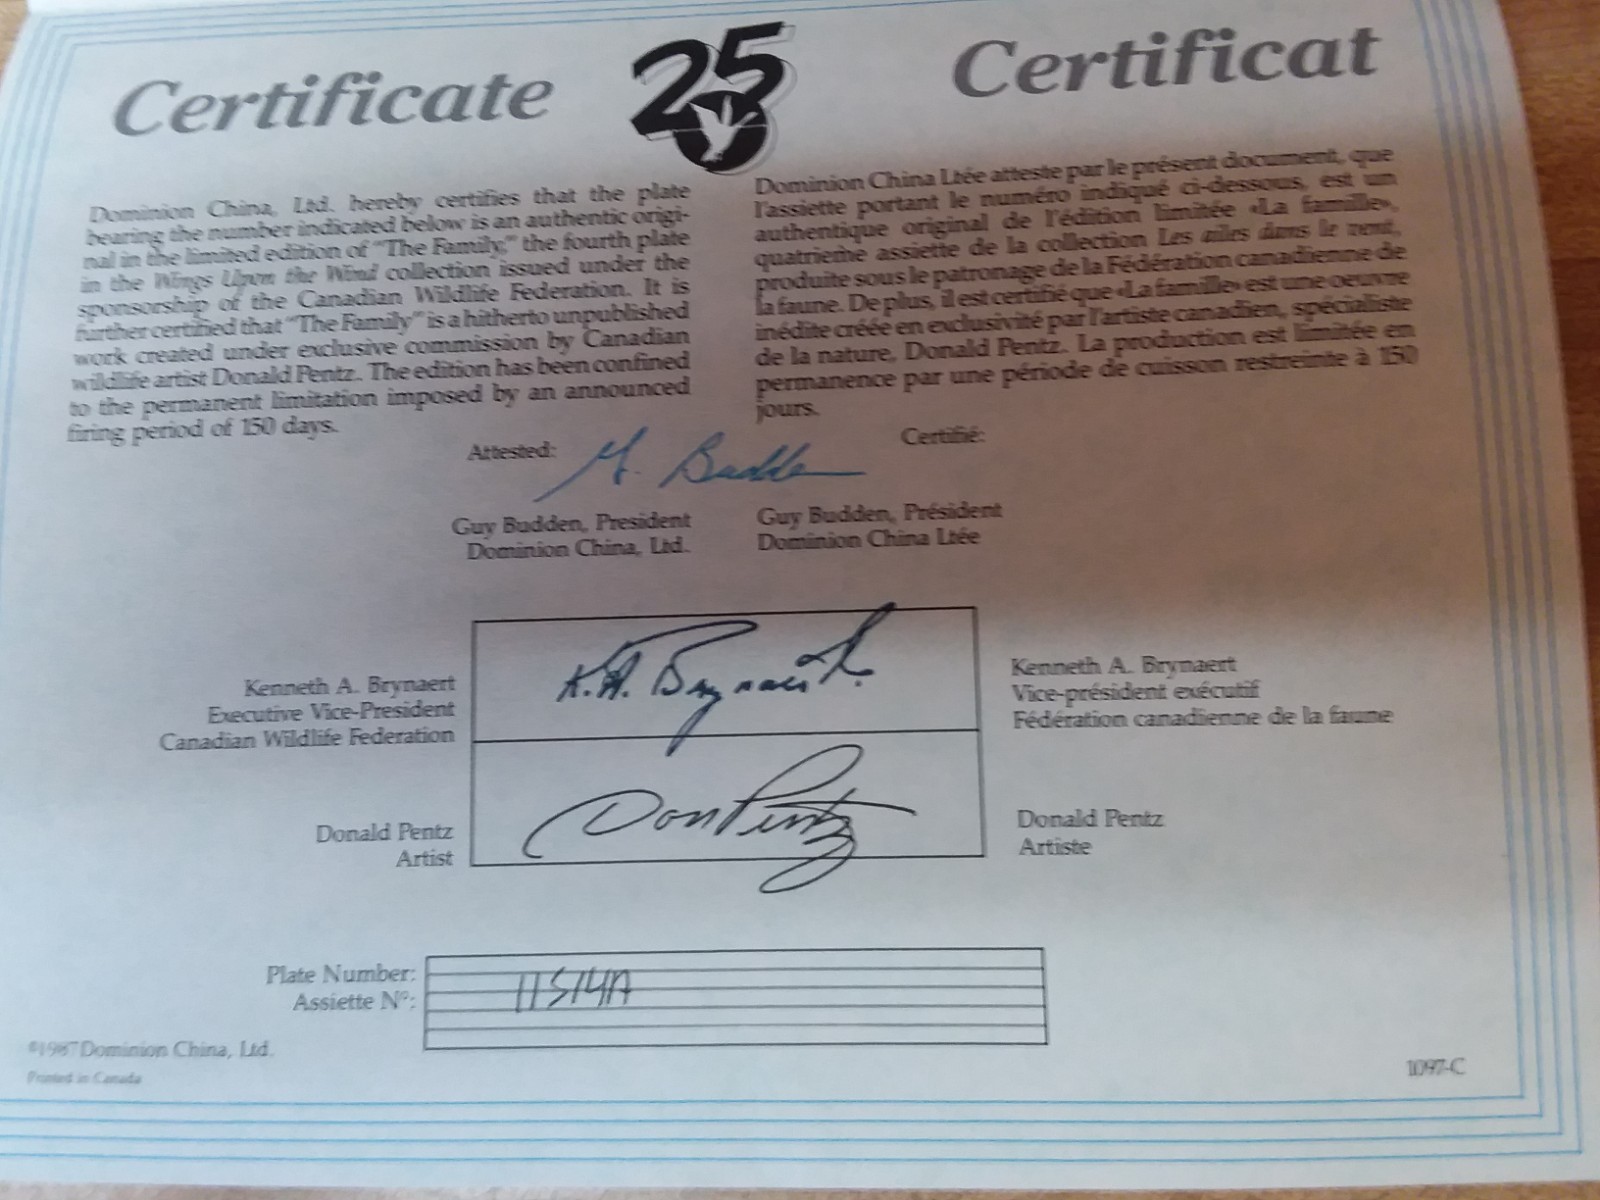 Certificate
25
Certificat
Dominion China, Ltd. hereby certifies that the plate
bearing the number indicated below is an authentic origi-
nal in the limited edition of "The Family," the fourth plate
in the Wings Upon the Wind collection issued under the
sponsorship of the Canadian Wildlife Federation. It is
further certified that "The Family" is a hitherto unpublished
work created under exclusive commission by Canadian
wildlife artist Donald Pentz. The edition has been confined
to the permanent limitation imposed by an announced
firing period of 150 days.
Dominion China Ltée atteste par le présent document, que
l'assiette portant le numéro indiqué ci-dessous, est un
authentique original de l'édition limitée «La famille»,
quatrième assiette de la collection Les ailes dans le vent,
produite sous le patronage de la Fédération canadienne de
la faune. De plus, il est certifié que «La famille» est une oeuvre
inédite créée en exclusivité par l'artiste canadien, spécialiste
de la nature, Donald Pentz. La production est limitée en
permanence par une période de cuisson restreinte à 150
jours.
Attested:
G. Budden
Certifié:
Guy Budden, President
Dominion China, Ltd.
Guy Budden, Président
Dominion China Ltée
Kenneth A. Brynaert
Executive Vice-President
Canadian Wildlife Federation
K.A. Brynaert
Kenneth A. Brynaert
Vice-président exécutif
Fédération canadienne de la faune
Donald Pentz
Artist
Don Pentz
Donald Pentz
Artiste
Plate Number:
Assiette Nº:
11514A
©1987 Dominion China, Ltd.
Printed in Canada
1097-C